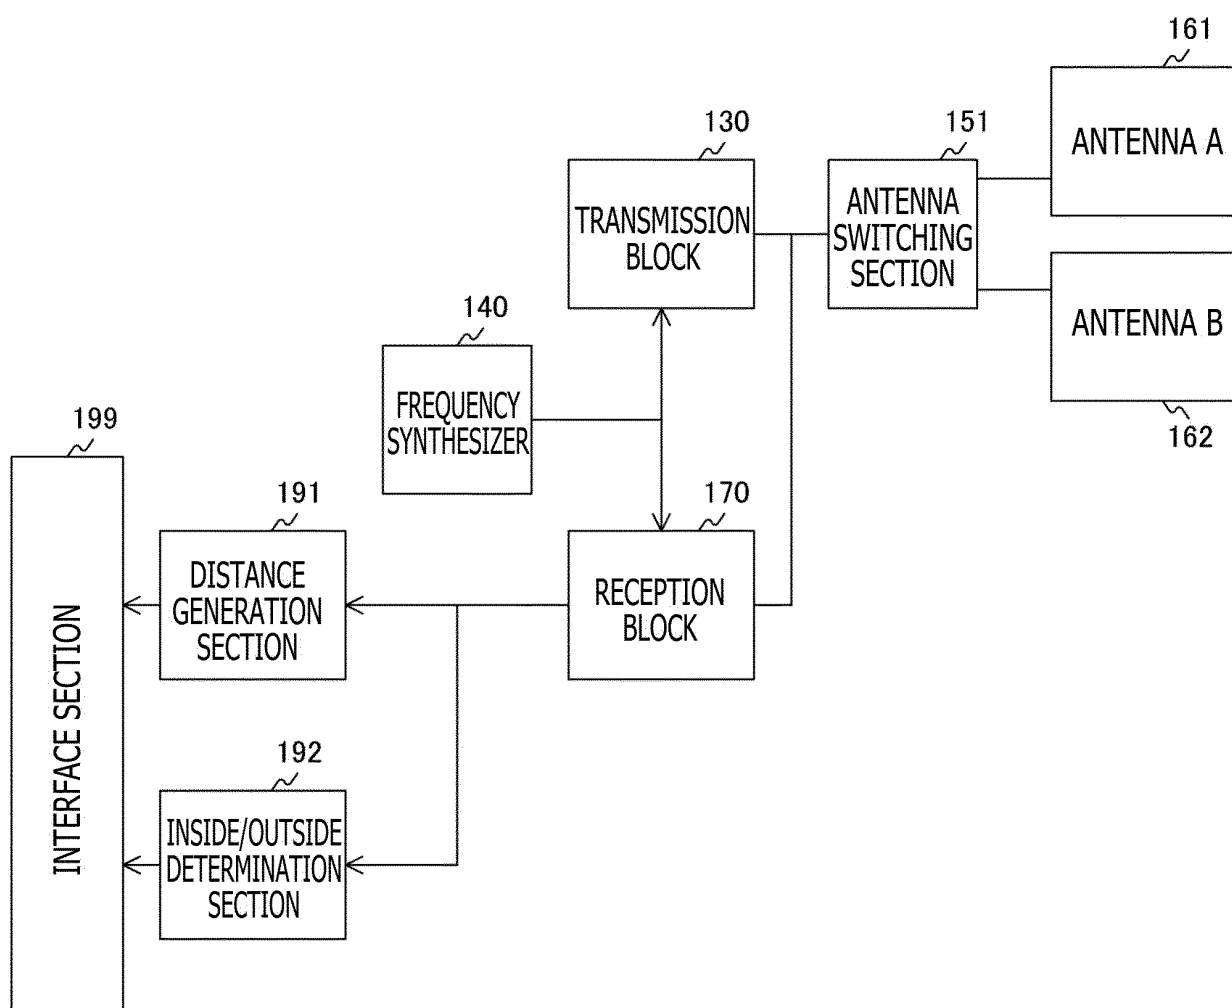 161
ANTENNA A
130
TRANSMISSION
BLOCK
151
ANTENNA
SWITCHING
SECTION
ANTENNA B
162
140
FREQUENCY
SYNTHESIZER
199
INTERFACE SECTION
191
DISTANCE
GENERATION
SECTION
170
RECEPTION
BLOCK
192
INSIDE/OUTSIDE
DETERMINATION
SECTION